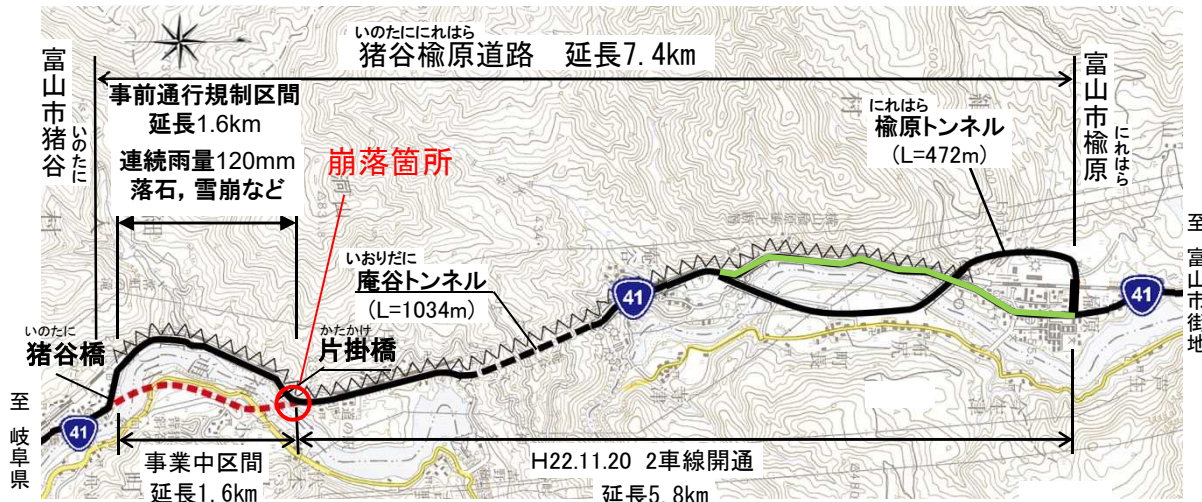 いのたににれはら
猪谷楡原道路 延長7.4km
富山市猪谷
いのたに
事前通行規制区間
延長1.6km
連続雨量120mm
落石,雪崩など
崩落箇所
にれはら
楡原トンネル
(L=472m)
富山市楡原
にれはら
いおりだに
庵谷トンネル
(L=1034m)
41
41
至 富山市街地
いのたに
猪谷橋
かたかけ
片掛橋
至 岐阜県
41
事業中区間
延長1.6km
H22.11.20 2車線開通
延長5.8km